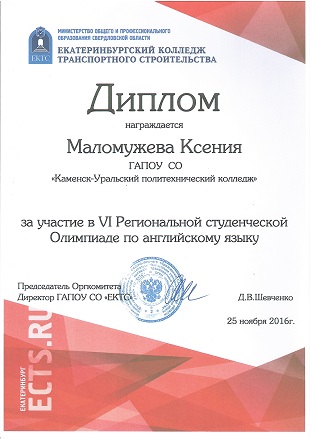 МИНИСТЕРСТВО ОБЩЕГО И ПРОФЕССИОНАЛЬНОГО
ОБРАЗОВАНИЯ СВЕРДЛОВСКОЙ ОБЛАСТИ
ЕКАТЕРИНБУРГСКИЙ КОЛЛЕДЖ
ТРАНСПОРТНОГО СТРОИТЕЛЬСТВА
ЕКТС
Диплом
награждается
Маломужева Ксения
ГАПОУ СО
«Каменск-Уральский политехнический колледж»
за участие в VI Региональной студенческой
Олимпиаде по английскому языку
Председатель Оргкомитета
Директор ГАПОУ СО «ЕКТС»
Д.В.Шевченко
25 ноября 2016г.
ЕКАТЕРИНБУРГ
ECTS.RU